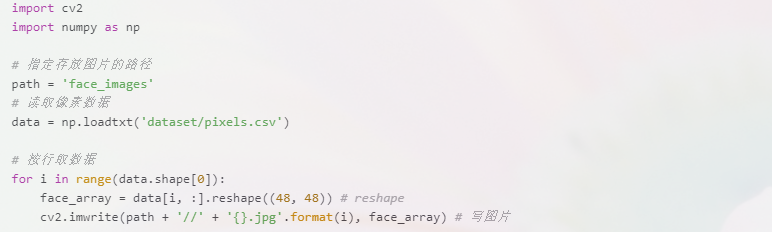 import cv2
import numpy as np
# 指定存放图片的路径
path = 'face_images'
# 读取像素数据
data = np.loadtxt('dataset/pixels.csv')
# 按行取数据
for i in range(data.shape[0]):
    face_array = data[i, :].reshape((48, 48)) # reshape
    cv2.imwrite(path + '//' + '{}.jpg'.format(i), face_array) # 写图片